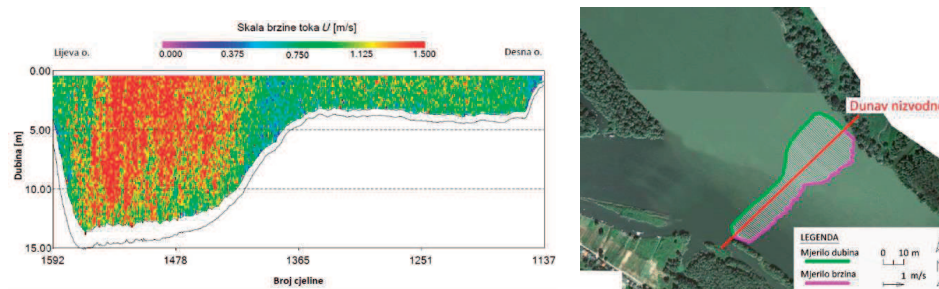 Skala brzine toka U [m/s]
Lijeva o.
Desna o.
0.000 0.375 0.750 1.125 1.500
0.00
5.00
10.00
15.00
Dubina [m]
1592 1478 1365 1251 1137
Broj cjeline
Dunav nizvodno
LEGENDA
Mjerilo dubina 0 10 m
Mjerilo brzina 1 m/s